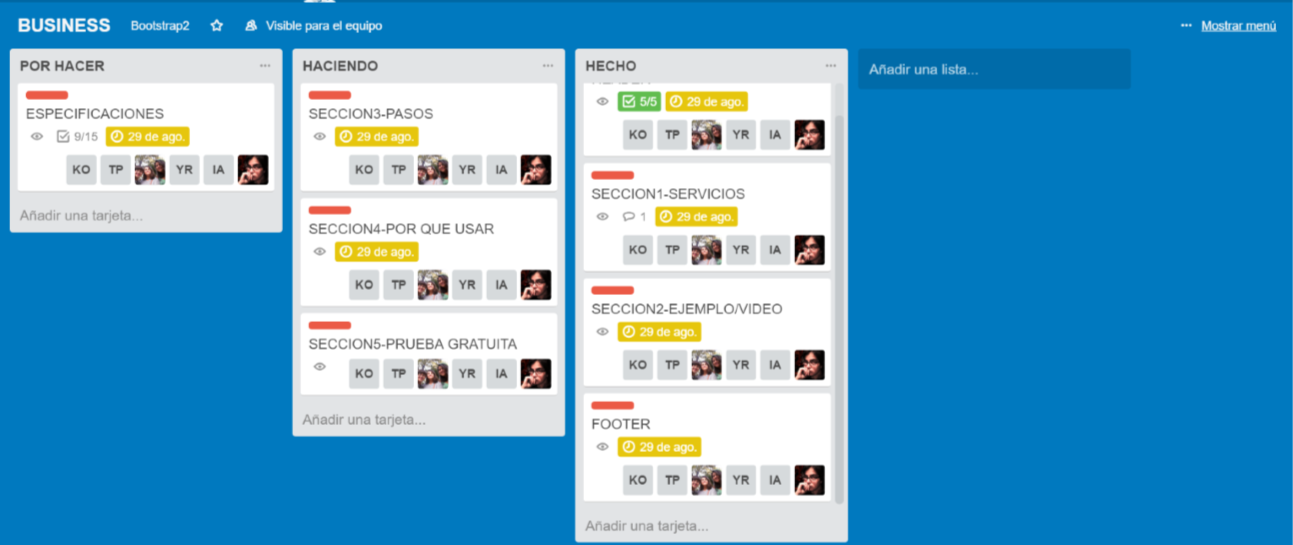 BUSINESS Bootstrap2 Visible para el equipo ... Mostrar menú
POR HACER ...
ESPECIFICACIONES
9/15 29 de ago.
KO TP YR IA
Añadir una tarjeta...
HACIENDO ...
SECCION3-PASOS
29 de ago.
KO TP YR IA
SECCION4-POR QUE USAR
29 de ago.
KO TP YR IA
SECCION5-PRUEBA GRATUITA
KO TP YR IA
Añadir una tarjeta...
HECHO ...
5/5 29 de ago.
KO TP YR IA
SECCION1-SERVICIOS
1 29 de ago.
KO TP YR IA
SECCION2-EJEMPLO/VIDEO
29 de ago.
KO TP YR IA
FOOTER
29 de ago.
KO TP YR IA
Añadir una tarjeta...
Añadir una lista...